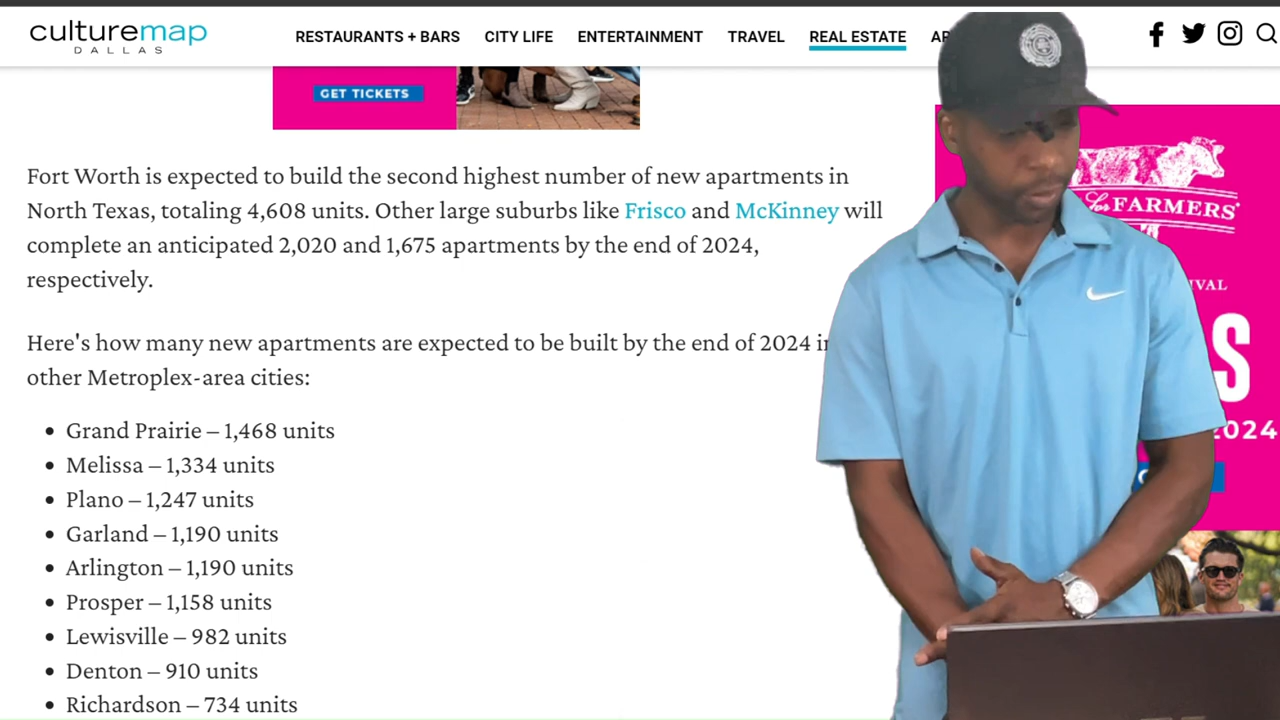 culturemap
DALLAS
RESTAURANTS + BARS CITY LIFE ENTERTAINMENT TRAVEL REAL ESTATE
GET TICKETS
Fort Worth is expected to build the second highest number of new apartments in
North Texas, totaling 4,608 units. Other large suburbs like Frisco and McKinney will
complete an anticipated 2,020 and 1,675 apartments by the end of 2024,
respectively.
Here's how many new apartments are expected to be built by the end of 2024
other Metroplex-area cities:
Grand Prairie – 1,468 units
Melissa – 1,334 units
Plano – 1,247 units
Garland – 1,190 units
Arlington – 1,190 units
Prosper – 1,158 units
Lewisville – 982 units
Denton – 910 units
Richardson – 734 units
for FARMERS
2024